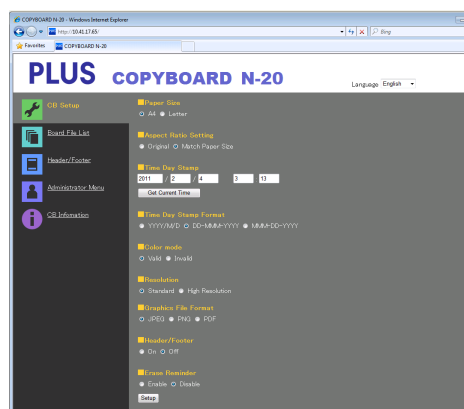 COPYBOARD N-20 - Windows Internet Explorer
http://10.41.17.65/
Bing
Favorites COPYBOARD N-20
PLUS COPYBOARD N-20
Language English
CB Setup
Board File List
Header/Footer
Administrator Menu
CB Infomation
Paper Size
A4 Letter
Aspect Ratio Setting
Original Match Paper Size
Time Day Stamp
2011 / 2 / 4 3 : 13
Get Current Time
Time Day Stamp Format
YYYY/M/D DD-MMM-YYYY MMM-DD-YYYY
Color mode
Valid Invalid
Resolution
Standard High Resolution
Graphics File Format
JPEG PNG PDF
Header/Footer
On Off
Erase Reminder
Enable Disable
Setup